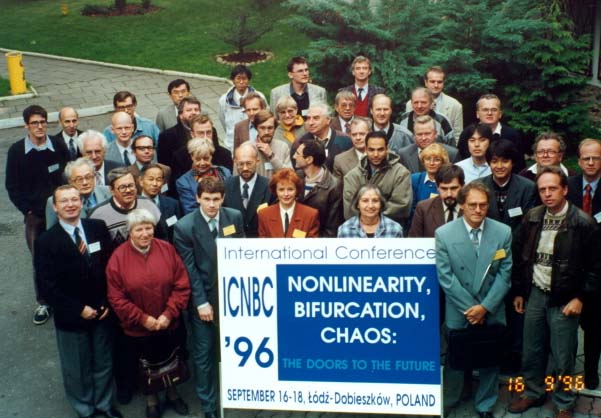 International Conference
ICNBC
'96
NONLINEARITY,
BIFURCATION,
CHAOS:
THE DOORS TO THE FUTURE
SEPTEMBER 16-18, Łódź-Dobieszków, POLAND
16 9'96